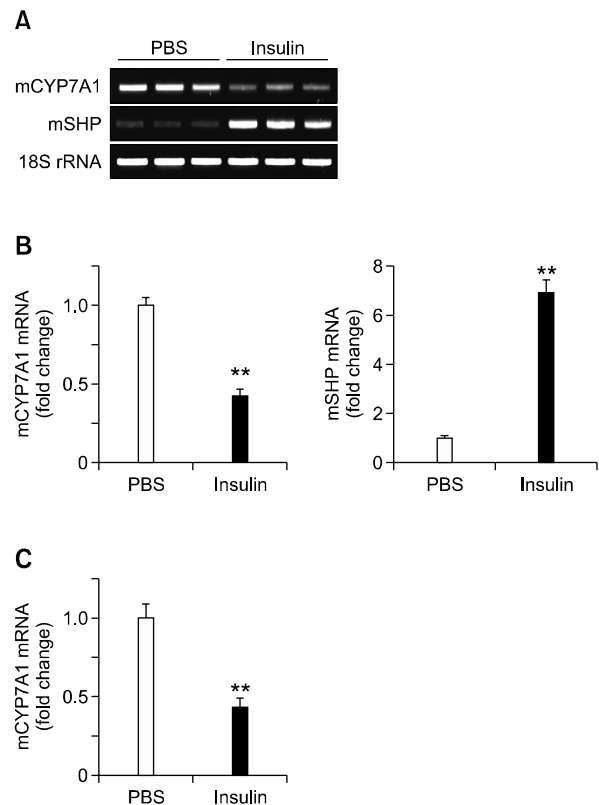 A
PBS Insulin
mCYP7A1
mSHP
18S rRNA
B
mCYP7A1 mRNA
(fold change)
1.0
0.5
0
**
PBS Insulin
mSHP mRNA
(fold change)
8
6
4
2
0
**
PBS Insulin
C
mCYP7A1 mRNA
(fold change)
1.0
0.5
0
**
PBS Insulin